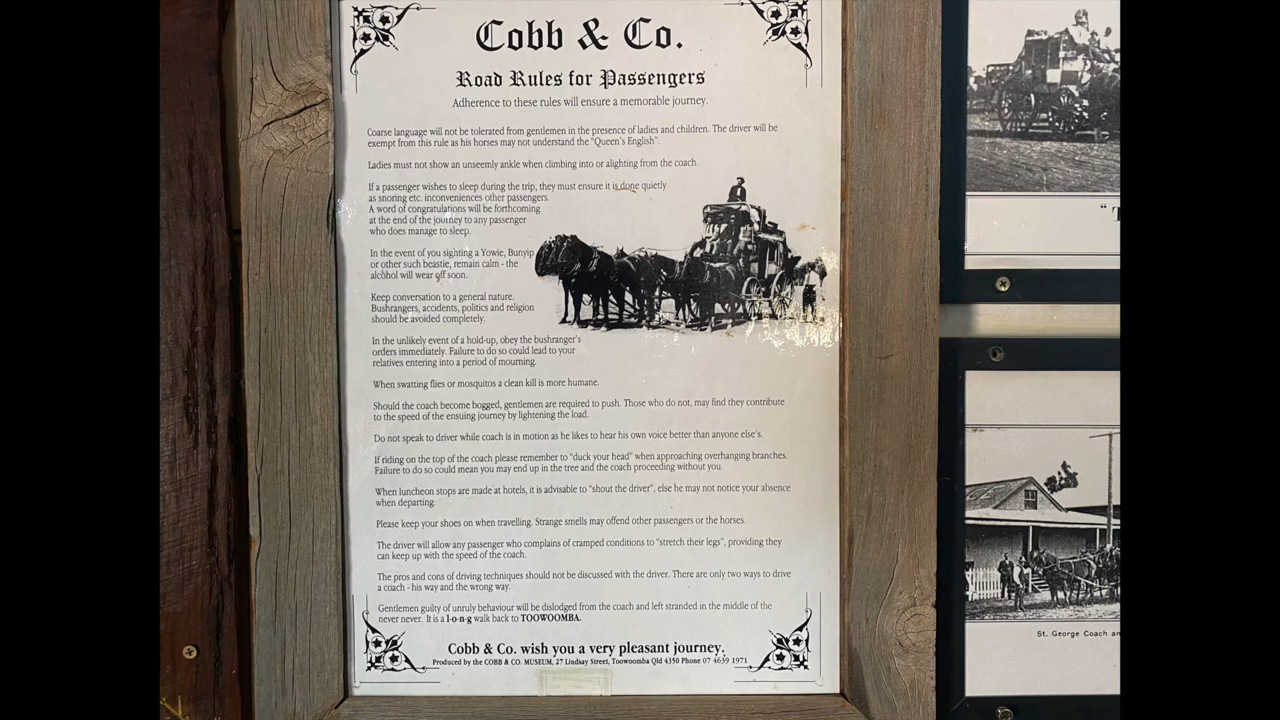 Cobb & Co.
Road Rules for Passengers
Adherence to these rules will ensure a memorable journey.
Coarse language will not be tolerated from gentlemen in the presence of ladies and children. The driver will be
exempt from this rule as his horses may not understand the "Queen's English".
Ladies must not show an unseemly ankle when climbing into or alighting from the coach.
If a passenger wishes to sleep during the trip, they must ensure it is done quietly
as snoring etc. inconveniences other passengers.
A word of congratulations will be forthcoming
at the end of the journey to any passenger
who does manage to sleep.
In the event of you sighting a Yowie, Bunyip
or other such beastie, remain calm - the
alcohol will wear off soon.
Keep conversation to a general nature.
Bushrangers, accidents, politics and religion
should be avoided completely.
In the unlikely event of a hold-up, obey the bushranger's
orders immediately. Failure to do so could lead to your
relatives entering into a period of mourning.
When swatting flies or mosquitos a clean kill is more humane.
Should the coach become bogged, gentlemen are required to push. Those who do not, may find they contribute
to the speed of the ensuing journey by lightening the load.
Do not speak to driver while coach is in motion as he likes to hear his own voice better than anyone else's.
If riding on the top of the coach please remember to "duck your head" when approaching overhanging branches.
Failure to do so could mean you may end up in the tree and the coach proceeding without you.
When luncheon stops are made at hotels, it is advisable to "shout the driver", else he may not notice your absence
when departing.
Please keep your shoes on when travelling. Strange smells may offend other passengers or the horses.
The driver will allow any passenger who complains of cramped conditions to "stretch their legs", providing they
can keep up with the speed of the coach.
The pros and cons of driving techniques should not be discussed with the driver. There are only two ways to drive
a coach - his way and the wrong way.
Gentlemen guilty of unruly behaviour will be dislodged from the coach and left stranded in the middle of the
never never. It is a l-o-n-g walk back to TOOWOOMBA.
Cobb & Co. wish you a very pleasant journey.
Produced by the COBB & CO. MUSEUM, 27 Lindsay Street, Toowoomba Qld 4350 Phone 07 4639 1971
" T
St. George Coach an